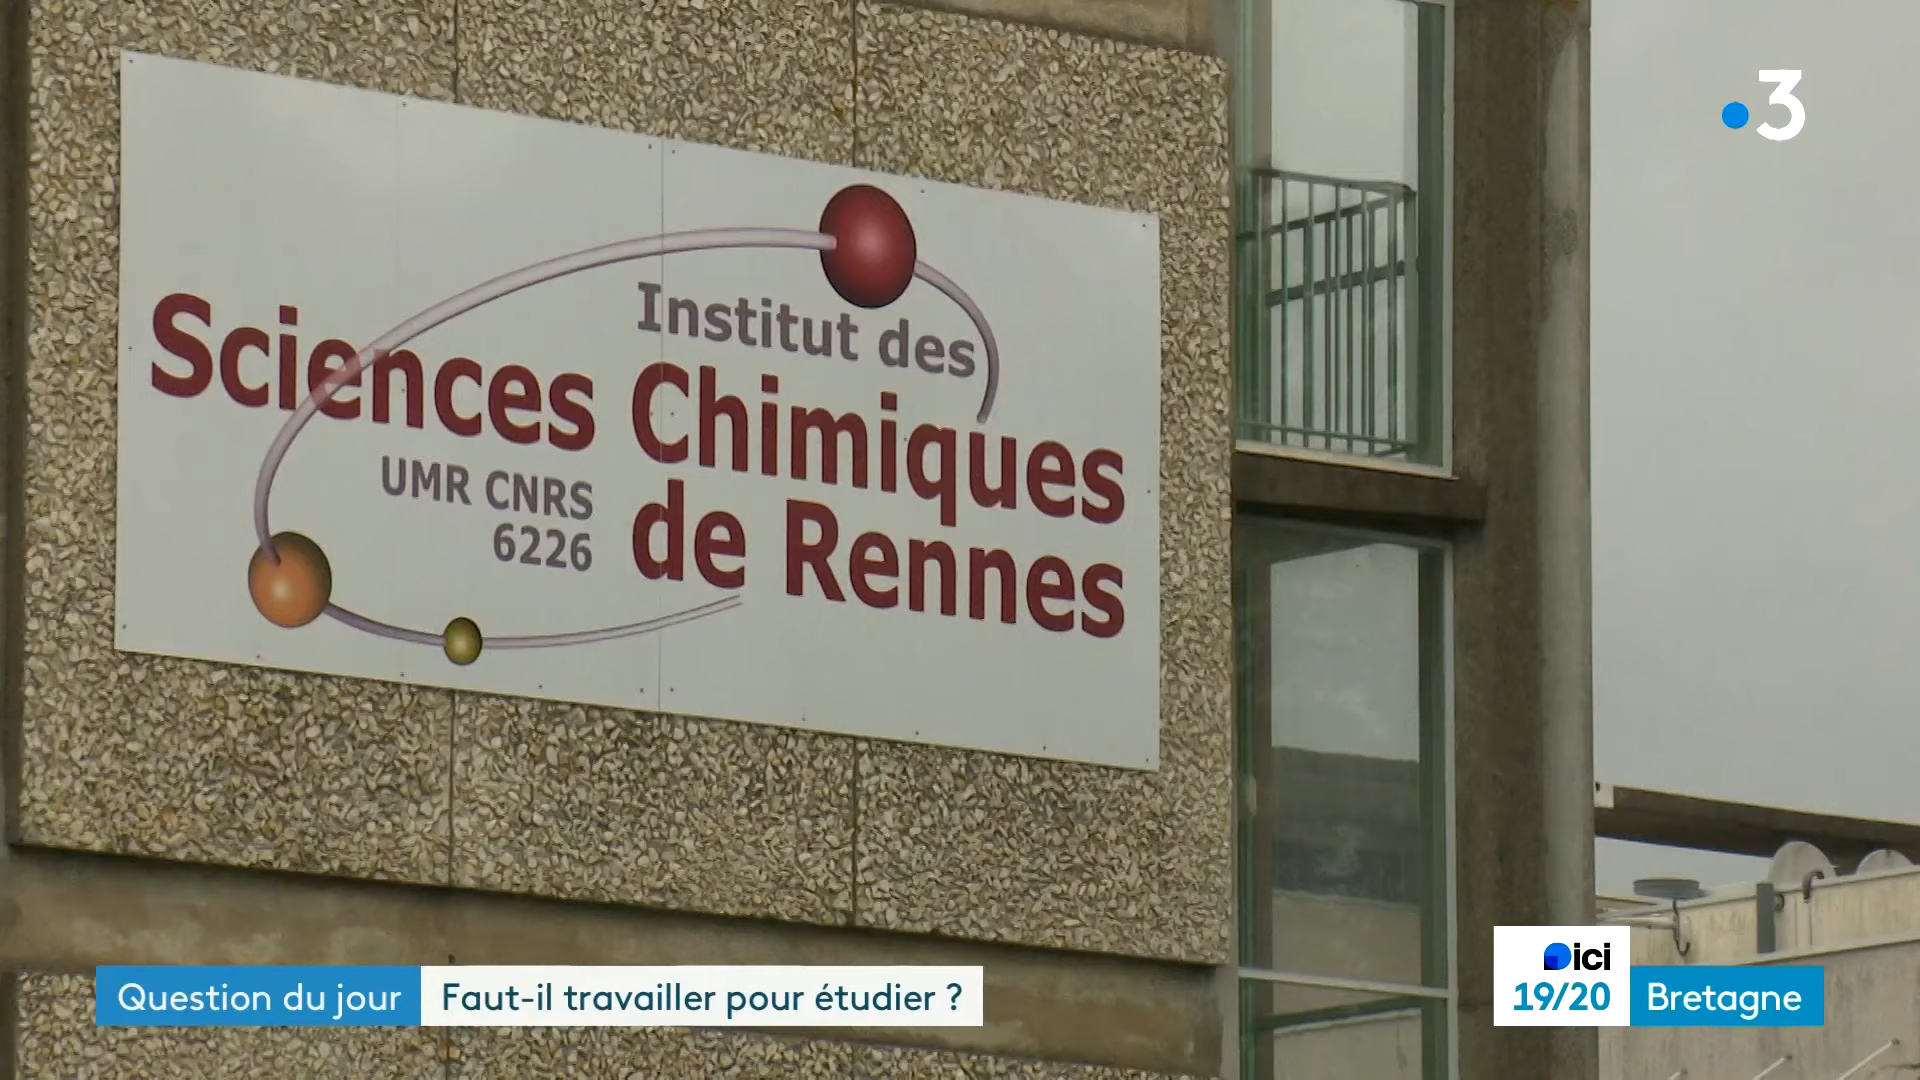 3
Institut des
Sciences Chimiques
UMR CNRS
6226
de Rennes
Question du jour
Faut-il travailler pour étudier ?
ici
19/20
Bretagne